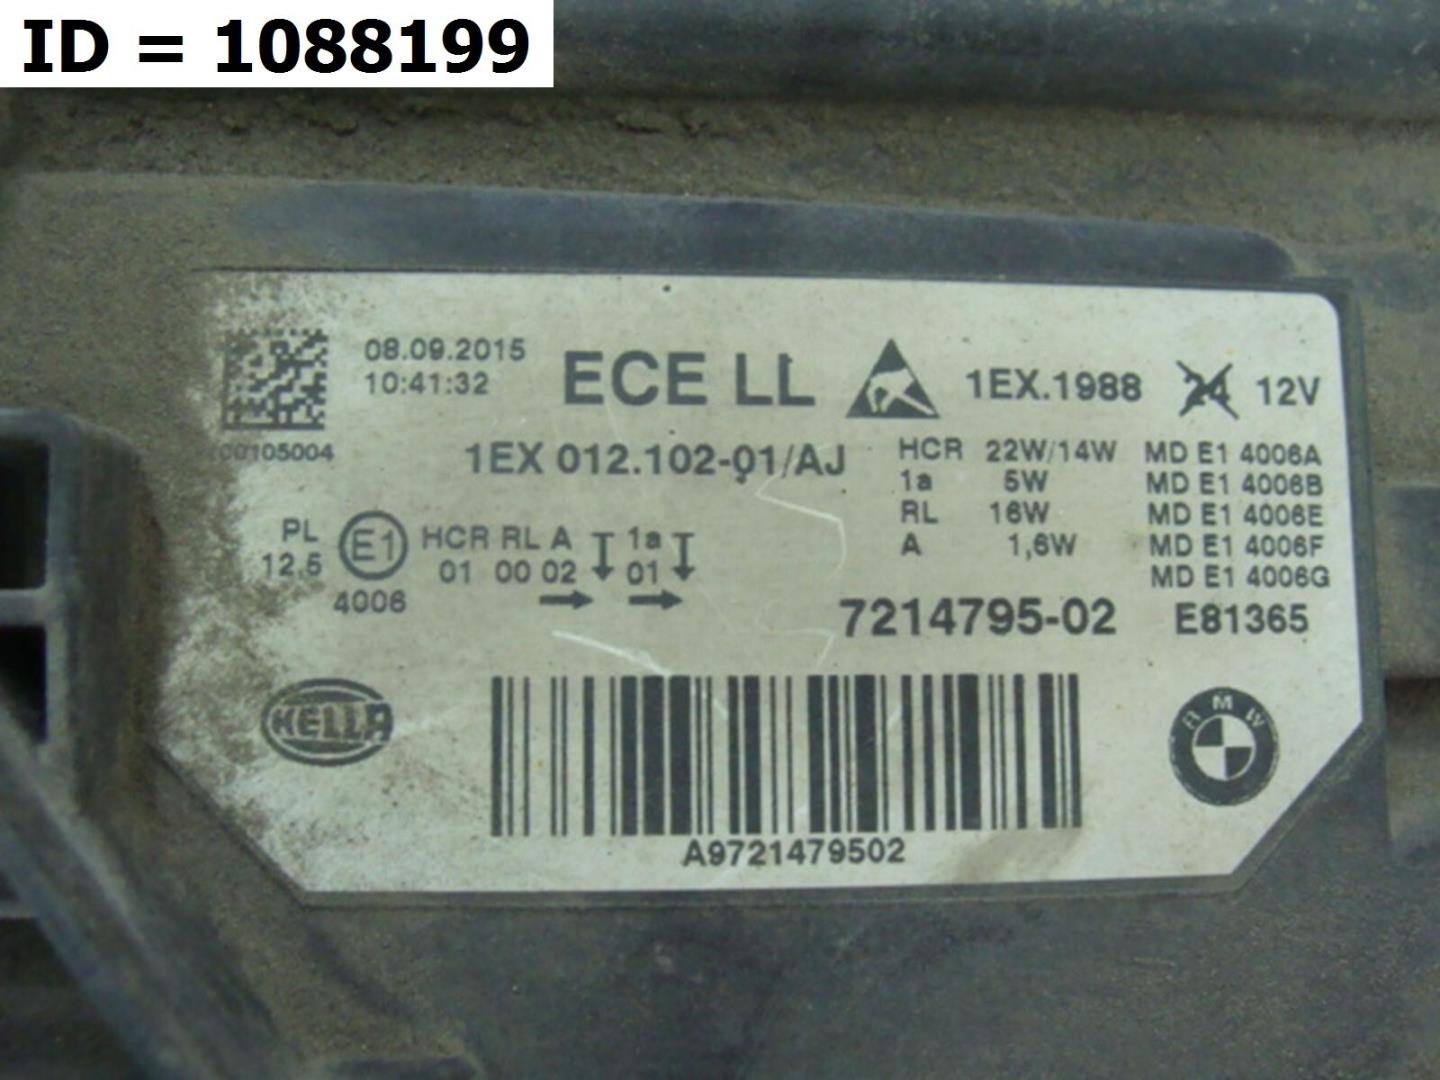 ID = 1088199
08.09.2015
10:41:32
ECE LL
1EX.1988
24 12V
00105004
1EX 012.102-01/AJ
HCR 22W/14W MD E1 4006A
1a 5W MD E1 4006B
RL 16W MD E1 4006E
A 1,6W MD E1 4006F
MD E1 4006G
PL
12,5
E1
4006
HCR RL A 1a
01 00 02 01
7214795-02 E81365
HELLA
BMW
A9721479502